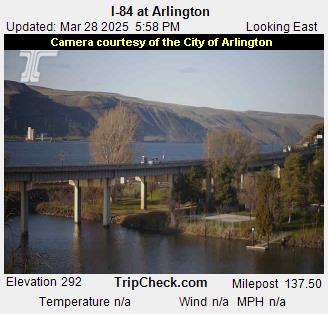 I-84 at Arlington
Updated: Mar 28 2025 5:58 PM Looking East
Camera courtesy of the City of Arlington
Elevation 292 TripCheck.com Milepost 137.50
Temperature n/a Wind n/a MPH n/a